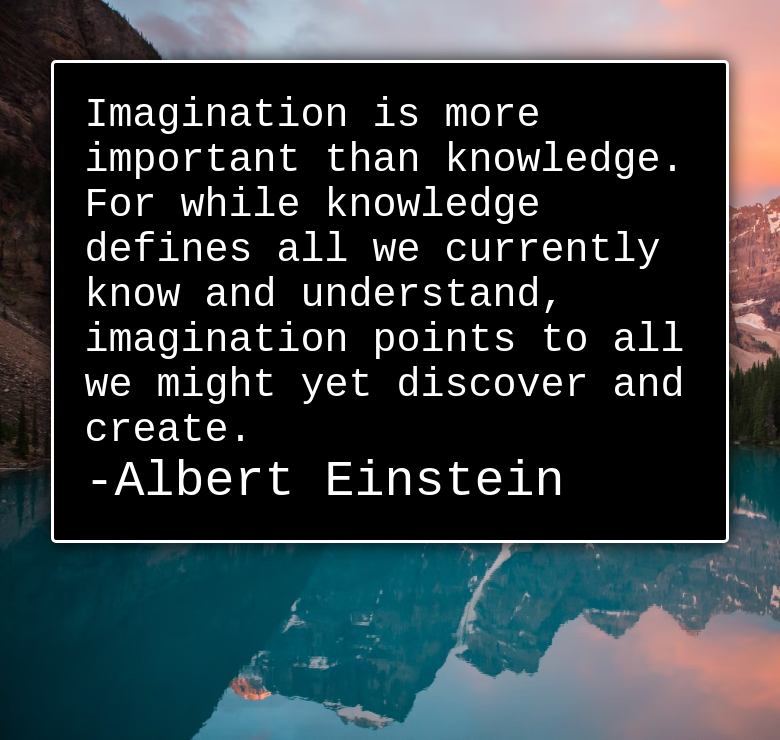 Imagination is more
important than knowledge.
For while knowledge
defines all we currently
know and understand,
imagination points to all
we might yet discover and
create.
-Albert Einstein